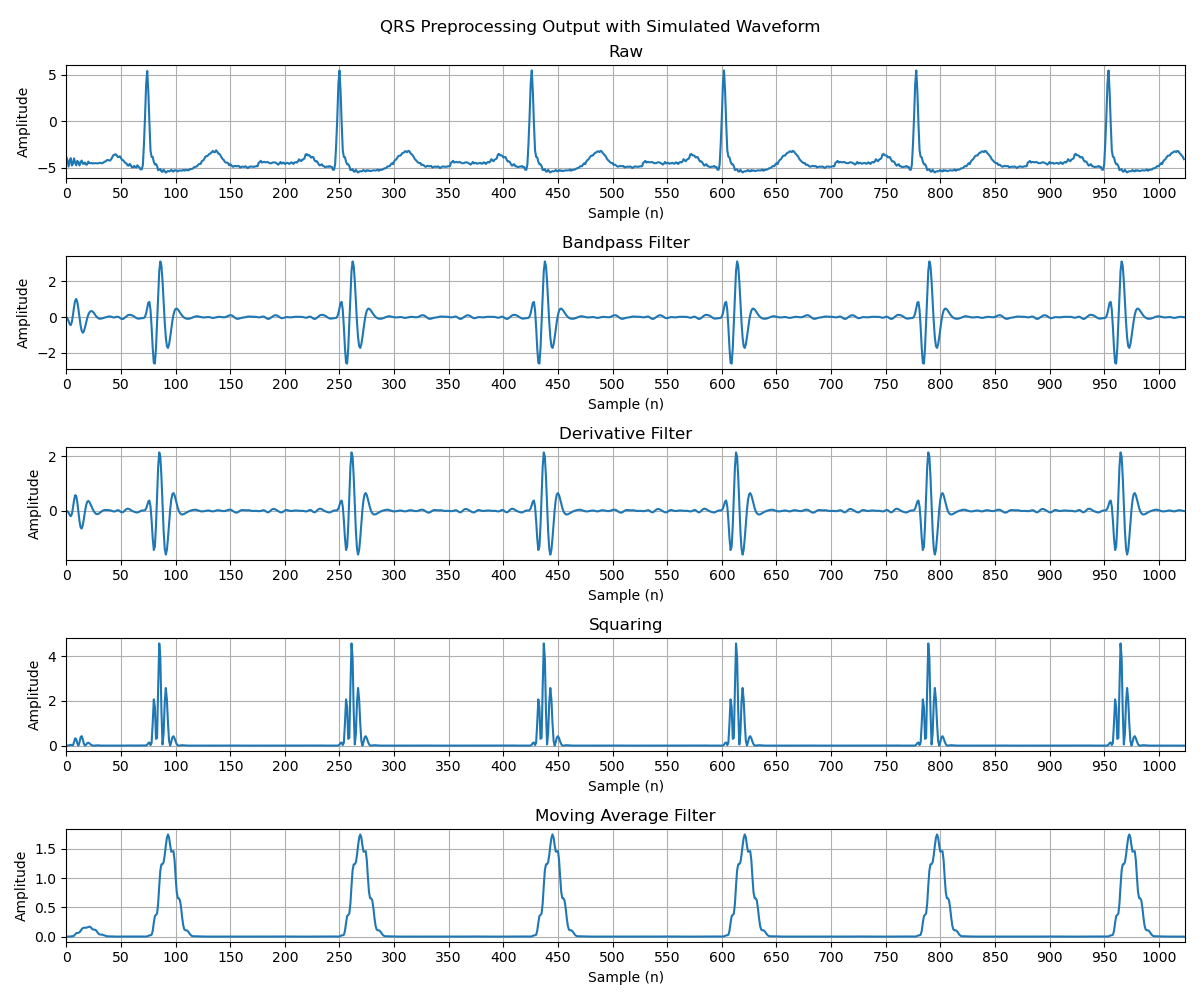 QRS Preprocessing Output with Simulated Waveform
Raw
5
0
−5
Amplitude
0 50 100 150 200 250 300 350 400 450 500 550 600 650 700 750 800 850 900 950 1000
Sample (n)
Bandpass Filter
2
0
−2
Amplitude
0 50 100 150 200 250 300 350 400 450 500 550 600 650 700 750 800 850 900 950 1000
Sample (n)
Derivative Filter
2
0
Amplitude
0 50 100 150 200 250 300 350 400 450 500 550 600 650 700 750 800 850 900 950 1000
Sample (n)
Squaring
4
2
0
Amplitude
0 50 100 150 200 250 300 350 400 450 500 550 600 650 700 750 800 850 900 950 1000
Sample (n)
Moving Average Filter
1.5
1.0
0.5
0.0
Amplitude
0 50 100 150 200 250 300 350 400 450 500 550 600 650 700 750 800 850 900 950 1000
Sample (n)